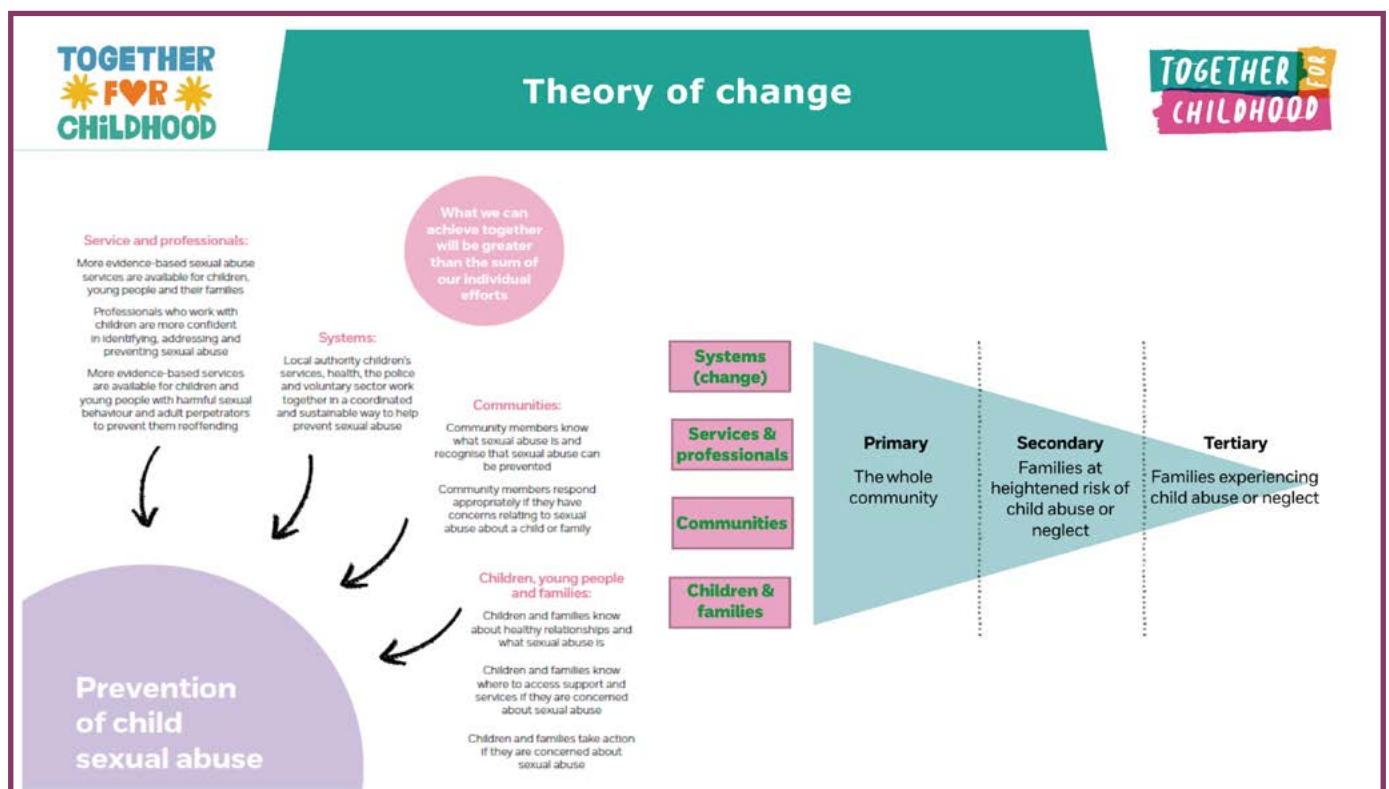 TOGETHER
FOR
CHILDHOOD
Theory of change
TOGETHER FOR
CHILDHOOD
What we can
achieve together
will be greater
than the sum of
our individual
efforts
Service and professionals:
More evidence-based sexual abuse
services are available for children,
young people and their families
Professionals who work with
children are more confident
in identifying, addressing and
preventing sexual abuse
More evidence-based services
are available for children and
young people with harmful sexual
behaviour and adult perpetrators
to prevent them reoffending
Systems:
Local authority children's
services, health, the police
and voluntary sector work
together in a coordinated
and sustainable way to help
prevent sexual abuse
Communities:
Community members know
what sexual abuse is and
recognise that sexual abuse can
be prevented
Community members respond
appropriately if they have
concerns relating to sexual
abuse about a child or family
Children, young people
and families:
Children and families know
about healthy relationships and
what sexual abuse is
Children and families know
where to access support and
services if they are concerned
about sexual abuse
Children and families take action
if they are concerned about
sexual abuse
Prevention
of child
sexual abuse
Systems
(change)
Services &
professionals
Communities
Children &
families
Primary
The whole
community
Secondary
Families at
heightened risk of
child abuse or
neglect
Tertiary
Families experiencing
child abuse or neglect